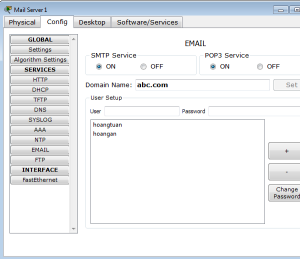 Mail Server1
Physical Config Desktop Software/Services
GLOBAL
Settings
Algorithm Settings
SERVICES
HTTP
DHCP
TFTP
DNS
SYSLOG
AAA
NTP
EMAIL
FTP
INTERFACE
FastEthernet
EMAIL
SMTP Service
ON OFF
POP3 Service
ON OFF
Domain Name: abc.com Set
User Setup
User Password
hoangtuan
hoangan
+
-
Change
Password